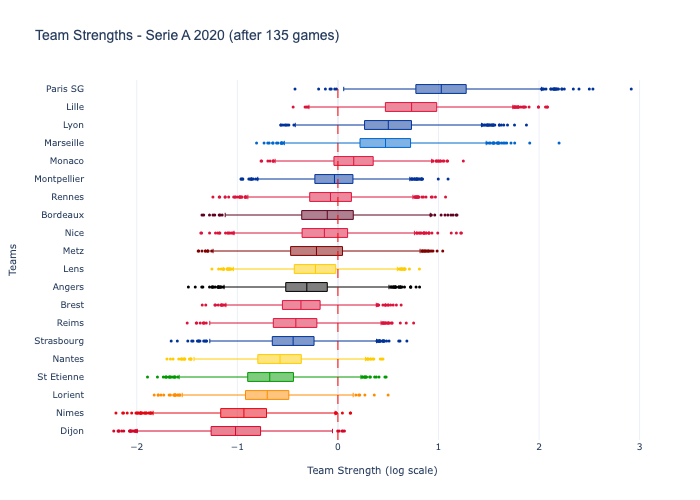 Team Strengths - Serie A 2020 (after 135 games)
Paris SG
Lille
Lyon
Marseille
Monaco
Montpellier
Rennes
Bordeaux
Nice
Metz
Lens
Angers
Brest
Reims
Strasbourg
Nantes
St Etienne
Lorient
Nimes
Dijon
Teams
−2 −1 0 1 2 3
Team Strength (log scale)